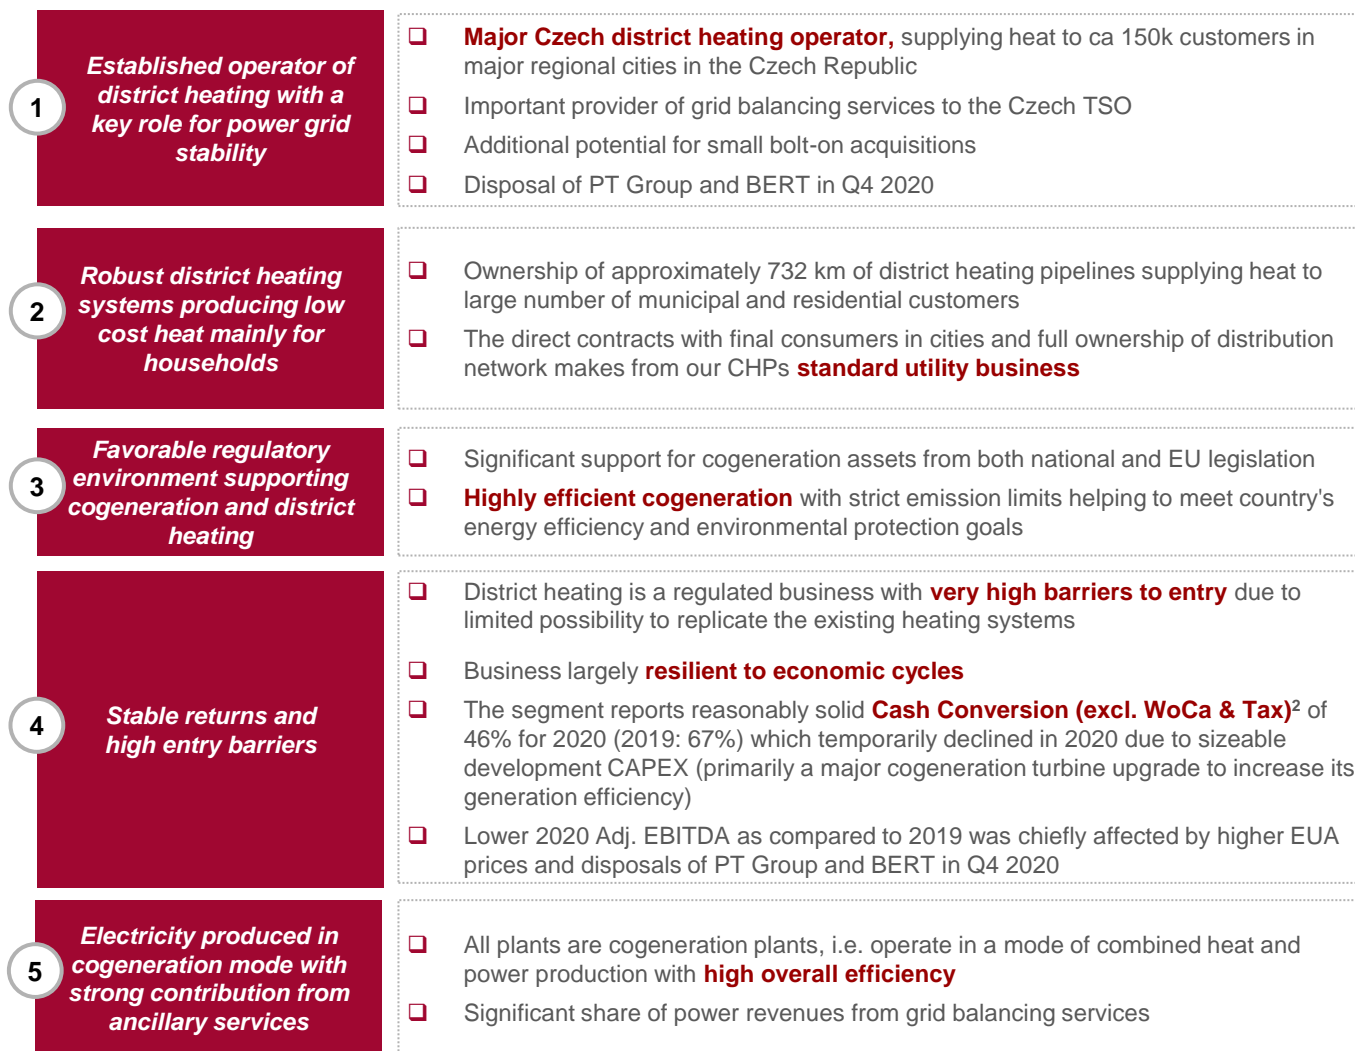 1
Established operator of
district heating with a
key role for power grid
stability
❑ Major Czech district heating operator, supplying heat to ca 150k customers in
major regional cities in the Czech Republic
❑ Important provider of grid balancing services to the Czech TSO
❑ Additional potential for small bolt-on acquisitions
❑ Disposal of PT Group and BERT in Q4 2020
2
Robust district heating
systems producing low
cost heat mainly for
households
❑ Ownership of approximately 732 km of district heating pipelines supplying heat to
large number of municipal and residential customers
❑ The direct contracts with final consumers in cities and full ownership of distribution
network makes from our CHPs standard utility business
3
Favorable regulatory
environment supporting
cogeneration and district
heating
❑ Significant support for cogeneration assets from both national and EU legislation
❑ Highly efficient cogeneration with strict emission limits helping to meet country's
energy efficiency and environmental protection goals
4
Stable returns and
high entry barriers
❑ District heating is a regulated business with very high barriers to entry due to
limited possibility to replicate the existing heating systems
❑ Business largely resilient to economic cycles
❑ The segment reports reasonably solid Cash Conversion (excl. WoCa & Tax)² of
46% for 2020 (2019: 67%) which temporarily declined in 2020 due to sizeable
development CAPEX (primarily a major cogeneration turbine upgrade to increase its
generation efficiency)
❑ Lower 2020 Adj. EBITDA as compared to 2019 was chiefly affected by higher EUA
prices and disposals of PT Group and BERT in Q4 2020
5
Electricity produced in
cogeneration mode with
strong contribution from
ancillary services
❑ All plants are cogeneration plants, i.e. operate in a mode of combined heat and
power production with high overall efficiency
❑ Significant share of power revenues from grid balancing services